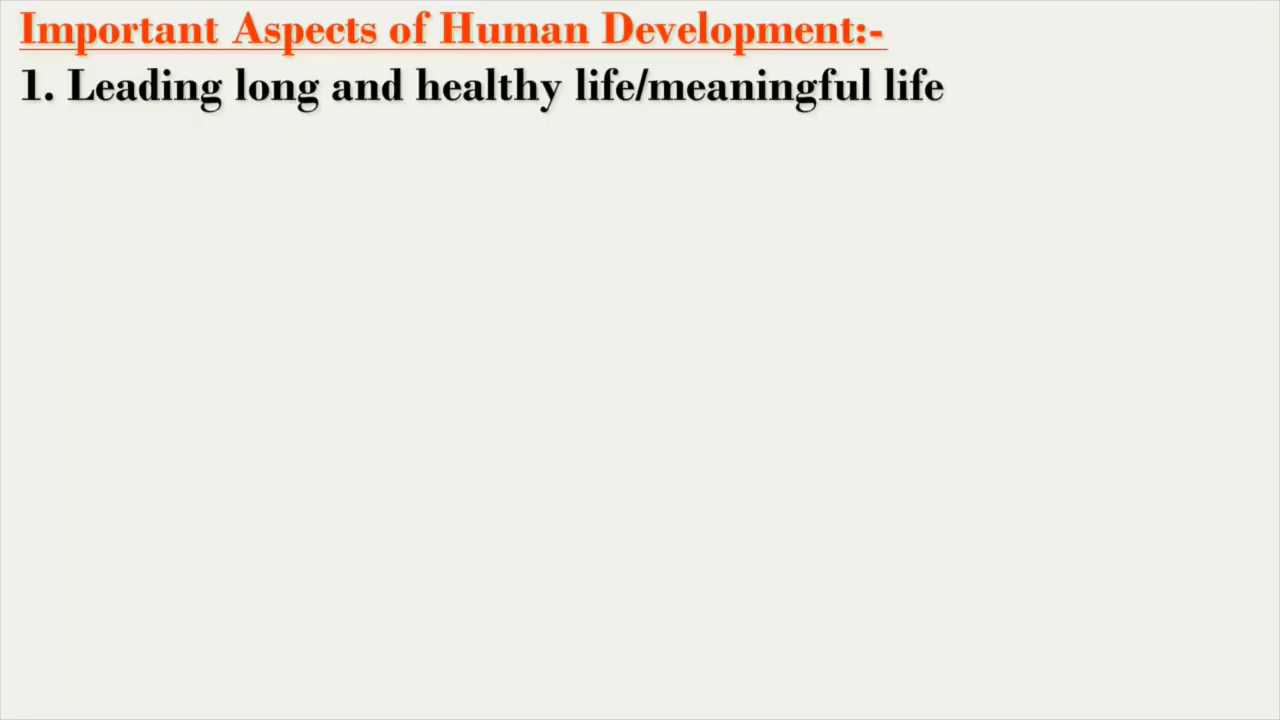 Important Aspects of Human Development:-
1. Leading long and healthy life/meaningful life